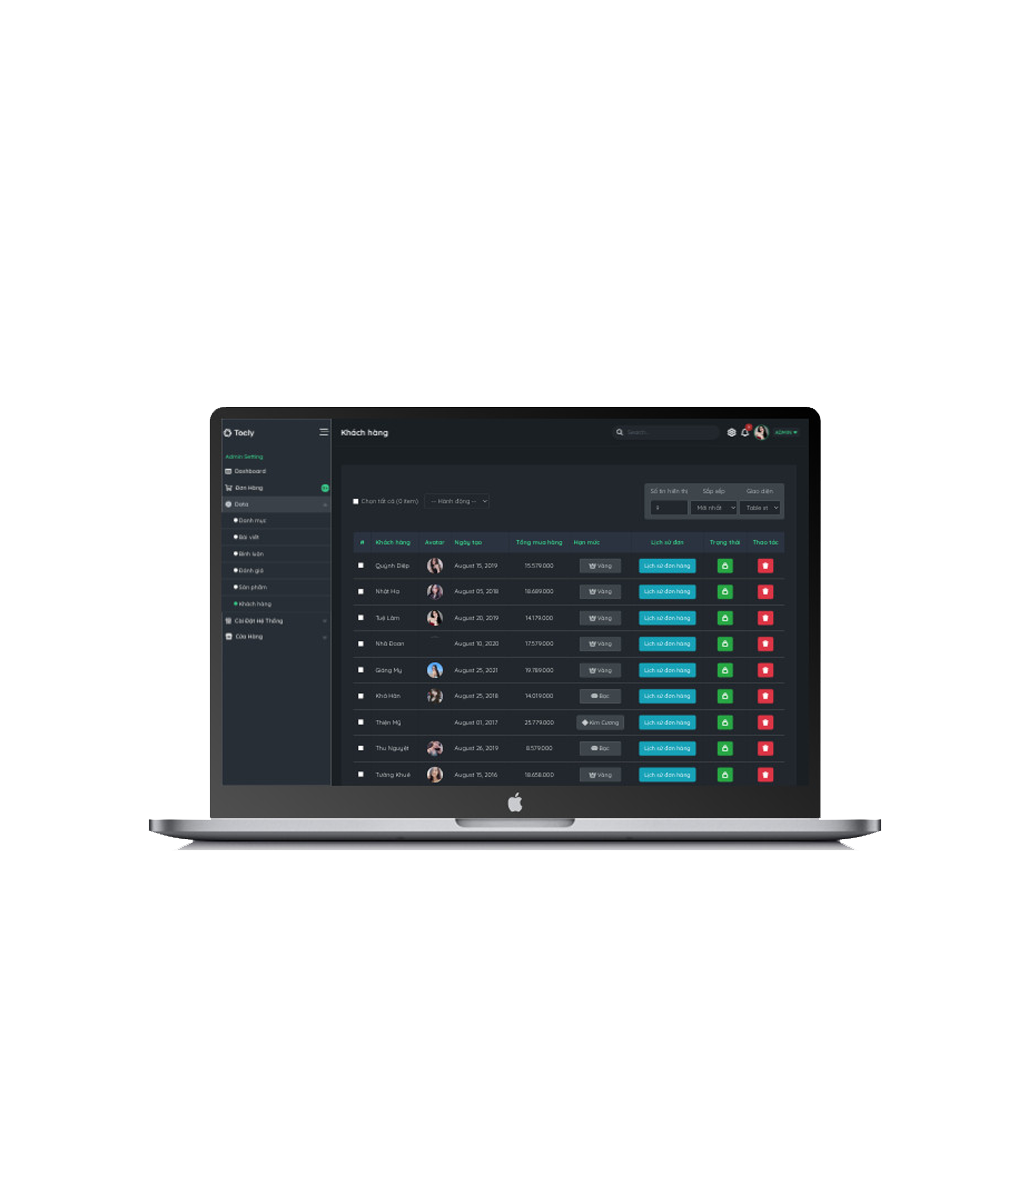 Tocly
Khách hàng
Search...
ADMIN
Admin Setting
Dashboard
Đơn Hàng
Data
Danh mục
Bài viết
Bình luận
Đánh giá
Sản phẩm
Khách hàng
Cài Đặt Hệ Thống
Cửa Hàng
Chọn tất cả (0 item)
-- Hành động --
Số tin hiển thị Sắp xếp Giao diện
Mới nhất
# Khách hàng Avatar Ngày tạo Tổng mua hàng Hạn mức Lịch sử đơn Trạng thái Thao tác
Quỳnh Diệp August 15, 2019 15.579.000 Vàng Lịch sử đơn hàng
Nhật Hạ August 05, 2018 18.689.000 Vàng Lịch sử đơn hàng
Tuệ Lâm August 20, 2019 14.179.000 Vàng Lịch sử đơn hàng
Nhã Đoan August 10, 2020 17.579.000 Vàng Lịch sử đơn hàng
Giáng My August 25, 2021 19.789.000 Vàng Lịch sử đơn hàng
Khả Hân August 25, 2018 14.019.000 Bạc Lịch sử đơn hàng
Thiên Mỹ August 01, 2017 25.779.000 Kim Cương Lịch sử đơn hàng
Thu Nguyệt August 26, 2019 8.579.000 Bạc Lịch sử đơn hàng
Tường Khuê August 15, 2016 18.658.000 Vàng Lịch sử đơn hàng